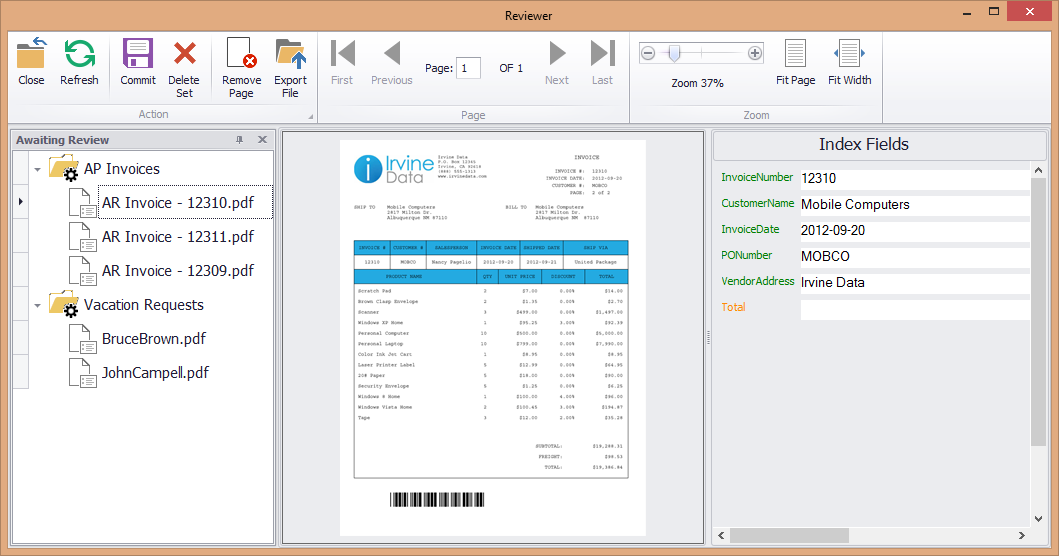 Reviewer
Close
Refresh
Commit
Delete Set
Remove Page
Export File
Action
First
Previous
Page: 1 OF 1
Next
Last
Page
Zoom 37%
Fit Page
Fit Width
Zoom
Awaiting Review
AP Invoices
AR Invoice - 12310.pdf
AR Invoice - 12311.pdf
AR Invoice - 12309.pdf
Vacation Requests
BruceBrown.pdf
JohnCampell.pdf
i Irvine Data
Irvine Data
P.O. Box 12345
Irvine, CA 92618
www.irvinedata.com
INVOICE
INVOICE #: 12310
INVOICE DATE: 2012-09-20
CUSTOMER #: MOBCO
PAGE: 2 of 2
SHIP TO Mobile Computers
2817 Milton Dr.
Albuquerque NM 87110
BILL TO Mobile Computers
2817 Milton Dr.
Albuquerque NM 87110
INVOICE # CUSTOMER # SALESPERSON INVOICE DATE SHIPPED DATE SHIP VIA
12310 MOBCO Nancy Pagelio 2012-09-20 2012-09-21 United Package
PRODUCT NAME QTY UNIT PRICE DISCOUNT TOTAL
Scratch Pad 2 $7.00 0.00% $14.00
Brown Clasp Envelope 2 $1.35 0.00% $2.70
Scanner 3 $499.00 0.00% $1,497.00
Windows XP Home 1 $95.25 3.00% $92.39
Personal Computer 10 $500.00 0.00% $5,000.00
Personal Laptop 10 $799.00 0.00% $7,990.00
Color Ink Jet Cart 1 $8.95 0.00% $8.95
Laser Printer Label 5 $12.99 0.00% $64.95
20# Paper 5 $18.00 0.00% $90.00
Security Envelope 5 $1.25 0.00% $6.25
Windows 8 Home 1 $100.00 4.00% $96.00
Windows Vista Home 2 $100.45 3.00% $194.87
Tape 3 $12.00 2.00% $35.28
SUBTOTAL: $19,288.31
FREIGHT: $98.53
TOTAL: $19,386.84
Index Fields
InvoiceNumber 12310
CustomerName Mobile Computers
InvoiceDate 2012-09-20
PONumber MOBCO
VendorAddress Irvine Data
Total